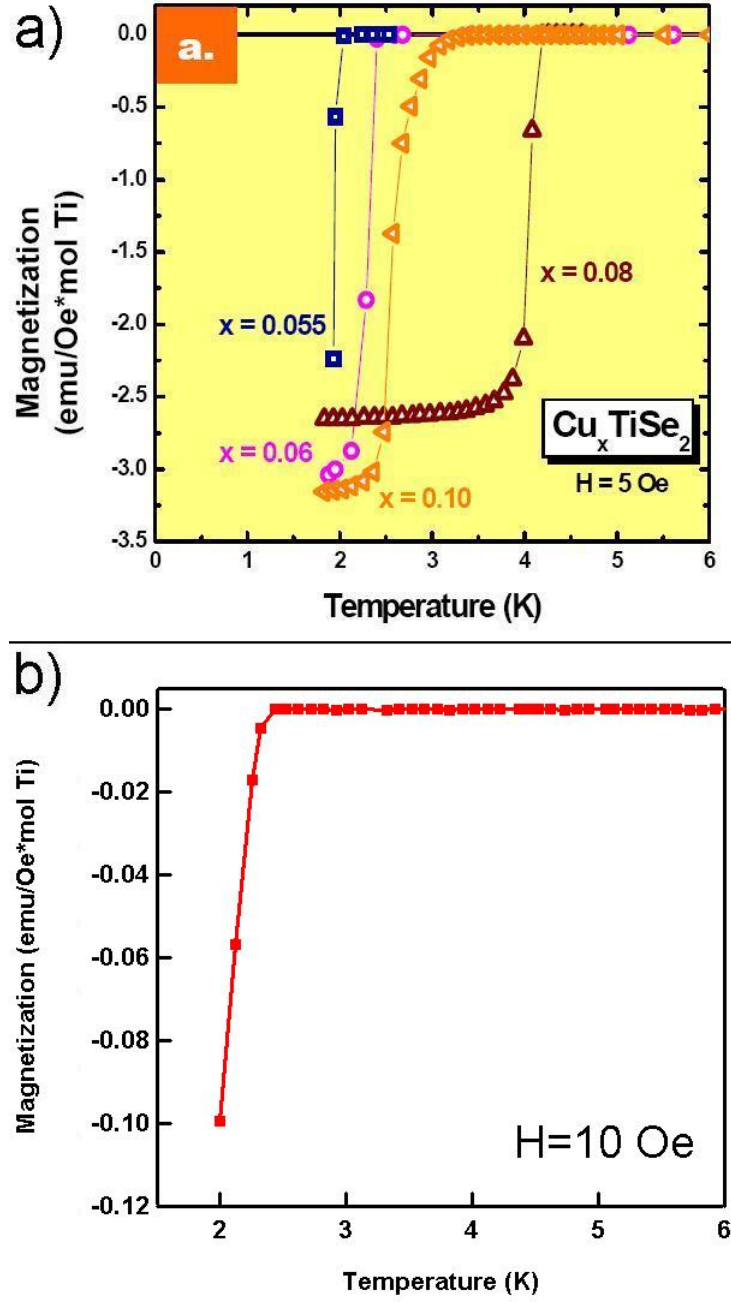 a)
a.
0.0
-0.5
-1.0
-1.5
-2.0
-2.5
-3.0
-3.5
Magnetization
(emu/Oe*mol Ti)
x = 0.08
x = 0.055
x = 0.06
x = 0.10
CuₓTiSe₂
H = 5 Oe
0 1 2 3 4 5 6
Temperature (K)
b)
0.00
-0.02
-0.04
-0.06
-0.08
-0.10
-0.12
Magnetization (emu/Oe*mol Ti)
H=10 Oe
2 3 4 5 6
Temperature (K)